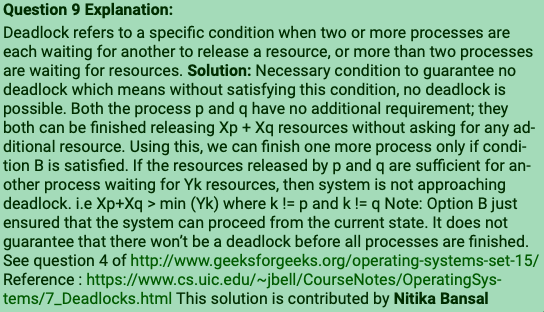 Question 9 Explanation:
Deadlock refers to a specific condition when two or more processes are
each waiting for another to release a resource, or more than two processes
are waiting for resources. Solution: Necessary condition to guarantee no
deadlock which means without satisfying this condition, no deadlock is
possible. Both the process p and q have no additional requirement; they
both can be finished releasing Xp + Xq resources without asking for any ad-
ditional resource. Using this, we can finish one more process only if condi-
tion B is satisfied. If the resources released by p and q are sufficient for an-
other process waiting for Yk resources, then system is not approaching
deadlock. i.e Xp+Xq > min (Yk) where k != p and k != q Note: Option B just
ensured that the system can proceed from the current state. It does not
guarantee that there won’t be a deadlock before all processes are finished.
See question 4 of http://www.geeksforgeeks.org/operating-systems-set-15/
Reference : https://www.cs.uic.edu/~jbell/CourseNotes/OperatingSys-
tems/7_Deadlocks.html This solution is contributed by Nitika Bansal